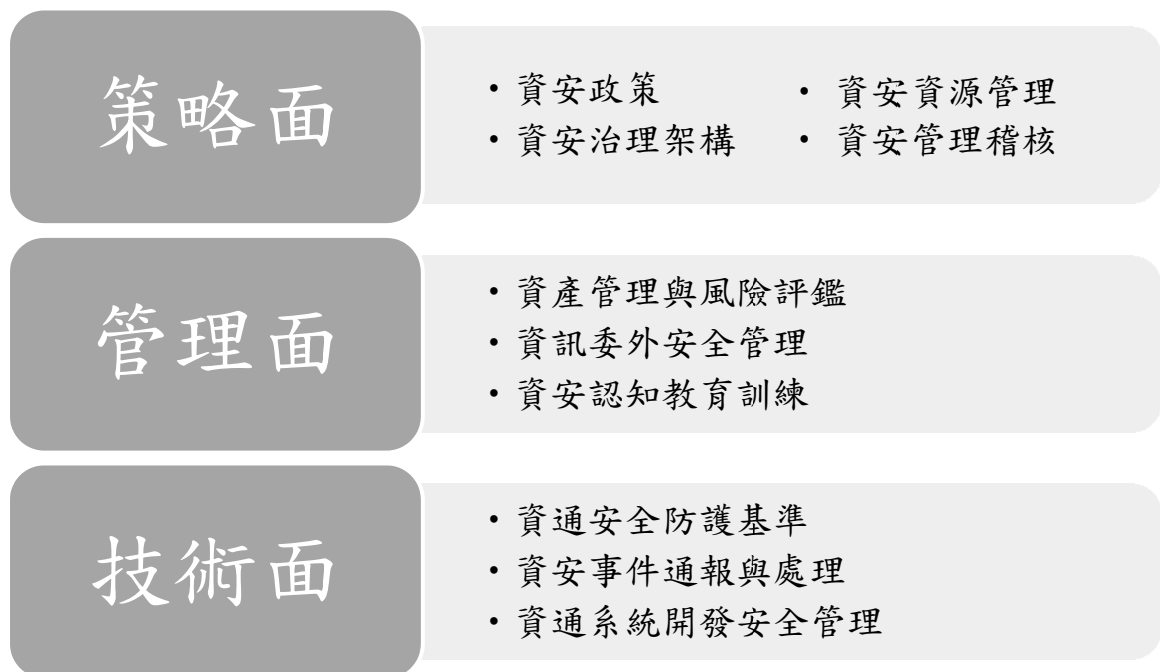 策略面
• 資安政策
• 資安治理架構
• 資安資源管理
• 資安管理稽核
管理面
• 資產管理與風險評鑑
• 資訊委外安全管理
• 資安認知教育訓練
技術面
• 資通安全防護基準
• 資安事件通報與處理
• 資通系統開發安全管理